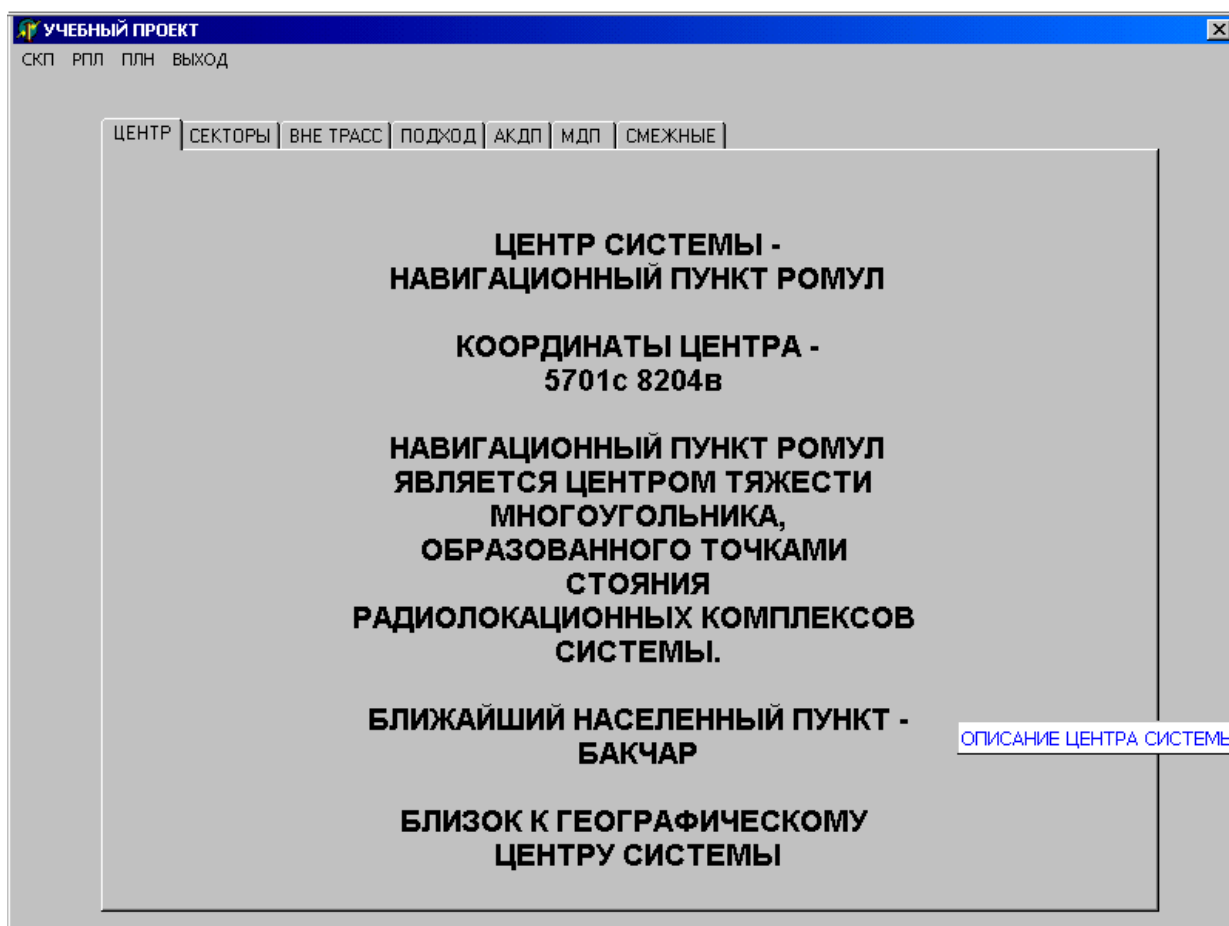 УЧЕБНЫЙ ПРОЕКТ
СКП РПЛ ПЛН ВЫХОД
ЦЕНТР СЕКТОРЫ ВНЕ ТРАСС ПОДХОД АКДП МДП СМЕЖНЫЕ
ЦЕНТР СИСТЕМЫ -
НАВИГАЦИОННЫЙ ПУНКТ РОМУЛ
КООРДИНАТЫ ЦЕНТРА -
5701с 8204в
НАВИГАЦИОННЫЙ ПУНКТ РОМУЛ
ЯВЛЯЕТСЯ ЦЕНТРОМ ТЯЖЕСТИ
МНОГОУГОЛЬНИКА,
ОБРАЗОВАННОГО ТОЧКАМИ
СТОЯНИЯ
РАДИОЛОКАЦИОННЫХ КОМПЛЕКСОВ
СИСТЕМЫ.
БЛИЖАЙШИЙ НАСЕЛЕННЫЙ ПУНКТ -
БАКЧАР
ОПИСАНИЕ ЦЕНТРА СИСТЕМЫ
БЛИЗОК К ГЕОГРАФИЧЕСКОМУ
ЦЕНТРУ СИСТЕМЫ